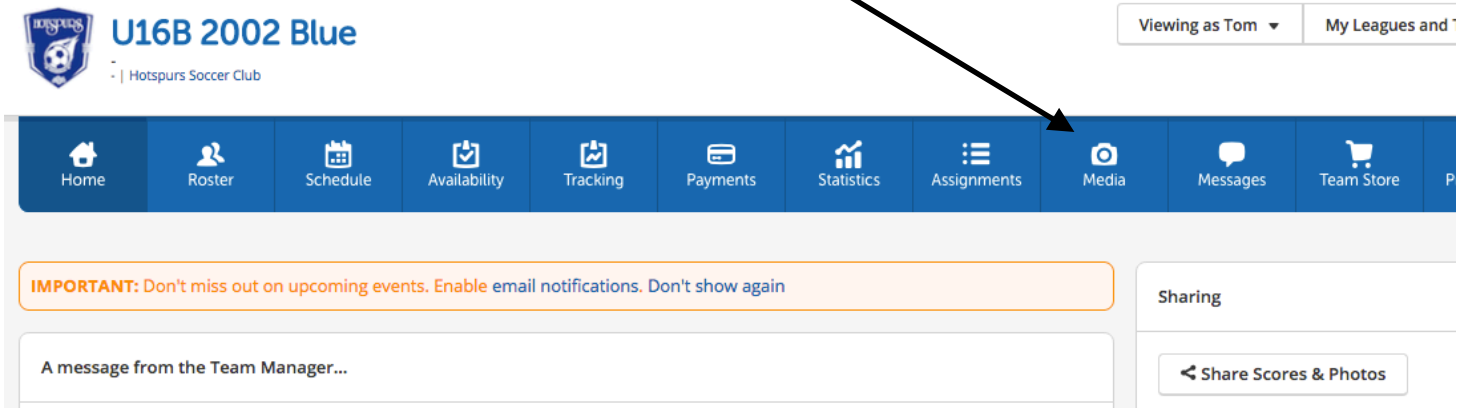 HOTSPURS
U16B 2002 Blue
-
- | Hotspurs Soccer Club
Viewing as Tom ▼
My Leagues and
Home
Roster
Schedule
Availability
Tracking
Payments
Statistics
Assignments
Media
Messages
Team Store
P
IMPORTANT: Don't miss out on upcoming events. Enable email notifications. Don't show again
A message from the Team Manager...
Sharing
Share Scores & Photos